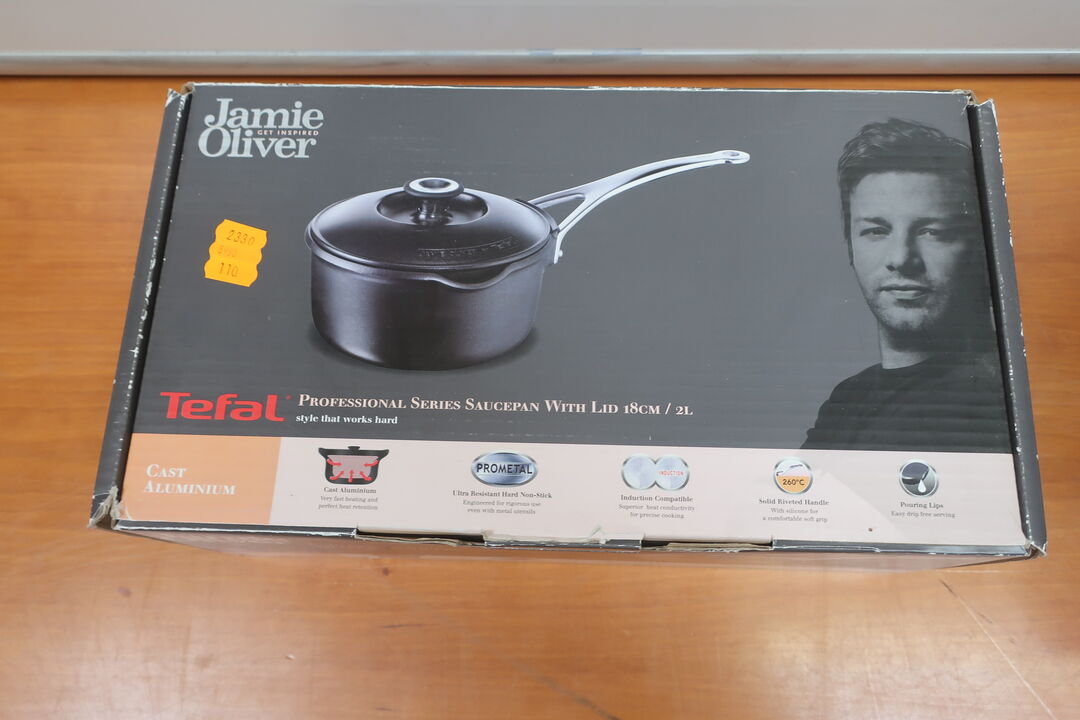 Jamie
GET INSPIRED
Oliver
2330
110
Tefal
PROFESSIONAL SERIES SAUCEPAN WITH LID 18CM / 2L
style that works hard
CAST
ALUMINIUM
Cast Aluminium
Very fast heating and
perfect heat retention
PROMETAL
Ultra Resistant Hard Non-Stick
Engineered for rigorous use
even with metal utensils
INDUCTION
Induction Compatible
Superior heat conductivity
for precise cooking
260°C
Solid Riveted Handle
With silicone for
a comfortable soft grip
Pouring Lips
Easy drip free serving